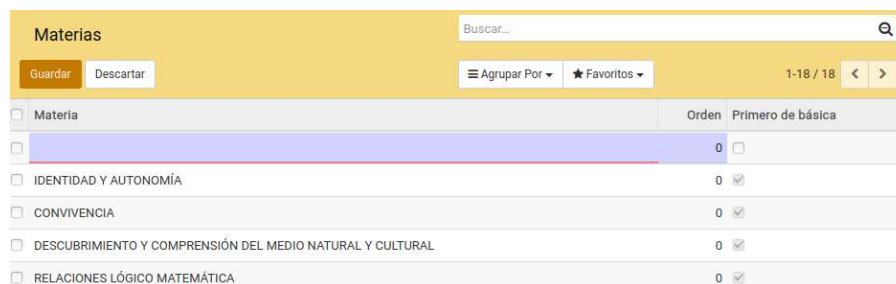 Materias
Buscar...
Guardar Descartar
Agrupar Por Favoritos
1-18 / 18
Materia Orden Primero de básica
0
IDENTIDAD Y AUTONOMÍA 0
CONVIVENCIA 0
DESCUBRIMIENTO Y COMPRENSIÓN DEL MEDIO NATURAL Y CULTURAL 0
RELACIONES LÓGICO MATEMÁTICA 0